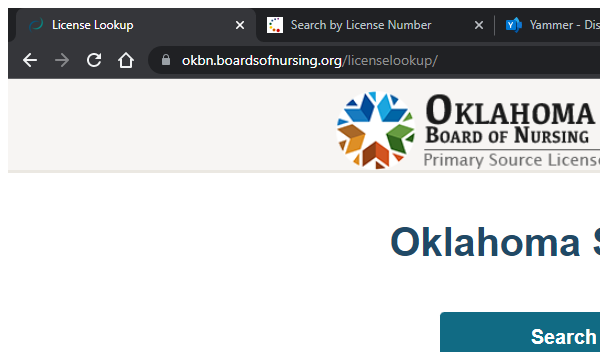 License Lookup
Search by License Number
Yammer - Dis
okbn.boardsofnursing.org/licenselookup/
OKLAHOMA
BOARD OF NURSING
Primary Source License
Oklahoma S
Search